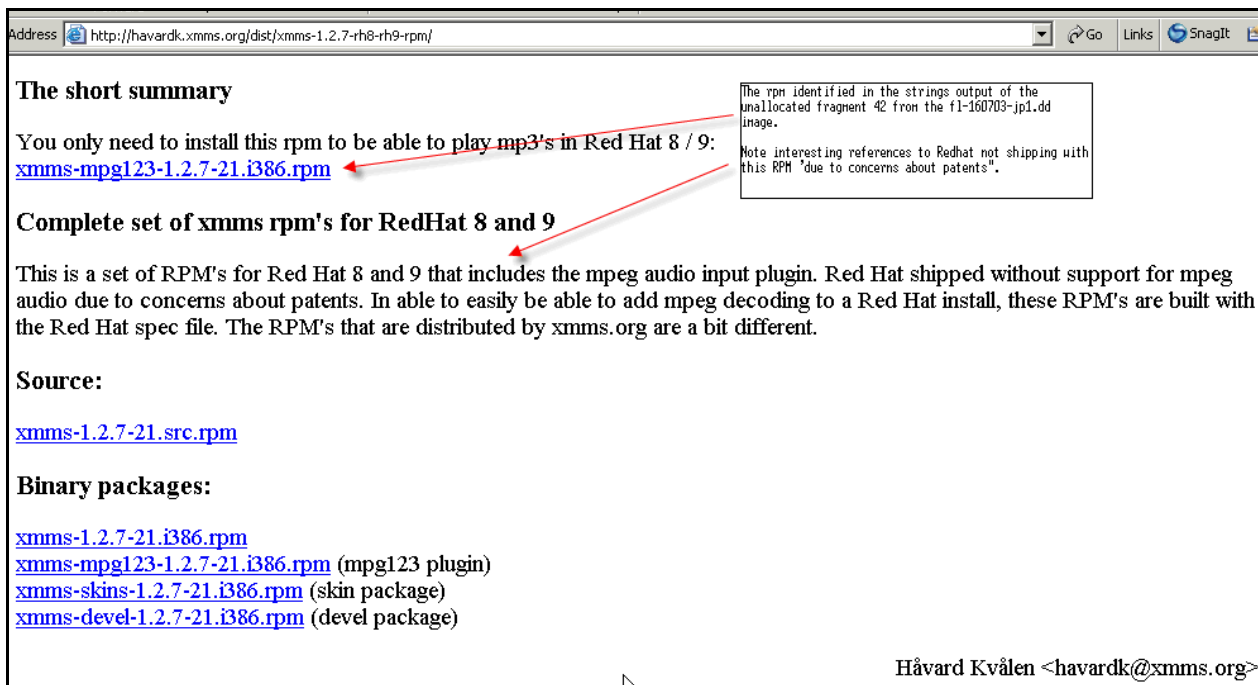 Address http://havardk.xmms.org/dist/xmms-1.2.7-rh8-rh9-rpm/ Go Links SnagIt
The short summary
You only need to install this rpm to be able to play mp3's in Red Hat 8 / 9:
xmms-mpg123-1.2.7-21.i386.rpm
The rpm identified in the strings output of the
unallocated fragment 42 from the fl-160703-jp1.dd
image.
Note interesting references to Redhat not shipping with
this RPM 'due to concerns about patents".
Complete set of xmms rpm's for RedHat 8 and 9
This is a set of RPM's for Red Hat 8 and 9 that includes the mpeg audio input plugin. Red Hat shipped without support for mpeg
audio due to concerns about patents. In able to easily be able to add mpeg decoding to a Red Hat install, these RPM's are built with
the Red Hat spec file. The RPM's that are distributed by xmms.org are a bit different.
Source:
xmms-1.2.7-21.src.rpm
Binary packages:
xmms-1.2.7-21.i386.rpm
xmms-mpg123-1.2.7-21.i386.rpm (mpg123 plugin)
xmms-skins-1.2.7-21.i386.rpm (skin package)
xmms-devel-1.2.7-21.i386.rpm (devel package)
Håvard Kvålen <havardk@xmms.org>